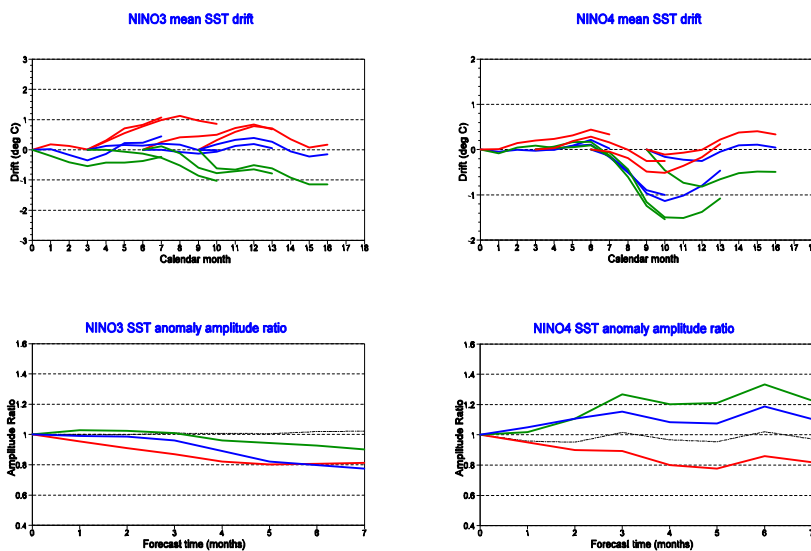 NINO3 mean SST drift
3
2
1
0
-1
-2
-3
Drift (deg C)
0 1 2 3 4 5 6 7 8 9 10 11 12 13 14 15 16 17 18
Calendar month
NINO4 mean SST drift
2
1
0
-1
-2
Drift (deg C)
0 1 2 3 4 5 6 7 8 9 10 11 12 13 14 15 16 17 18
Calendar month
NINO3 SST anomaly amplitude ratio
1.6
1.4
1.2
1
0.8
0.6
0.4
Amplitude Ratio
0 1 2 3 4 5 6 7
Forecast time (months)
NINO4 SST anomaly amplitude ratio
1.6
1.4
1.2
1
0.8
0.6
0.4
Amplitude Ratio
0 1 2 3 4 5 6 7
Forecast time (months)